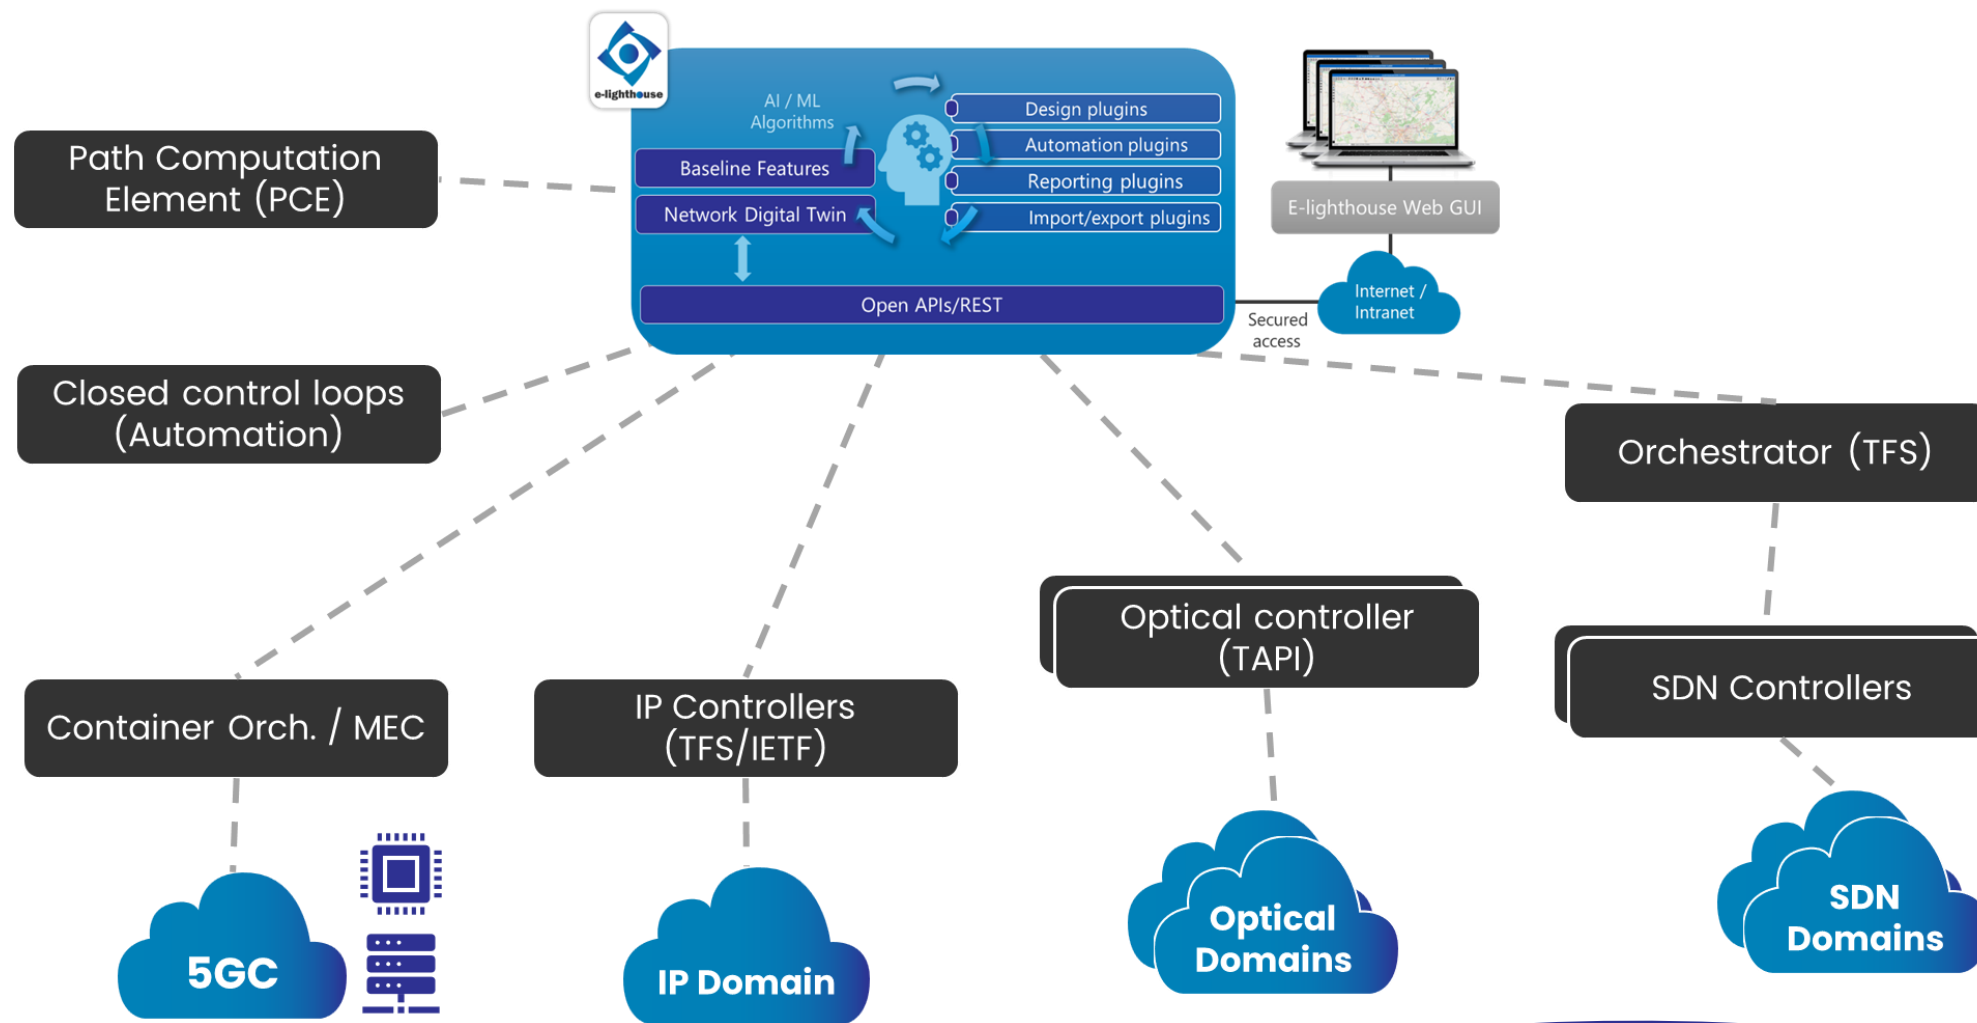 e-lighthouse
AI / ML
Algorithms
Baseline Features
Network Digital Twin
Design plugins
Automation plugins
Reporting plugins
Import/export plugins
Open APIs/REST
E-lighthouse Web GUI
Internet /
Intranet
Secured
access
Path Computation
Element (PCE)
Closed control loops
(Automation)
Orchestrator (TFS)
Container Orch. / MEC
IP Controllers
(TFS/IETF)
Optical controller
(TAPI)
SDN Controllers
5GC
IP Domain
Optical
Domains
SDN
Domains